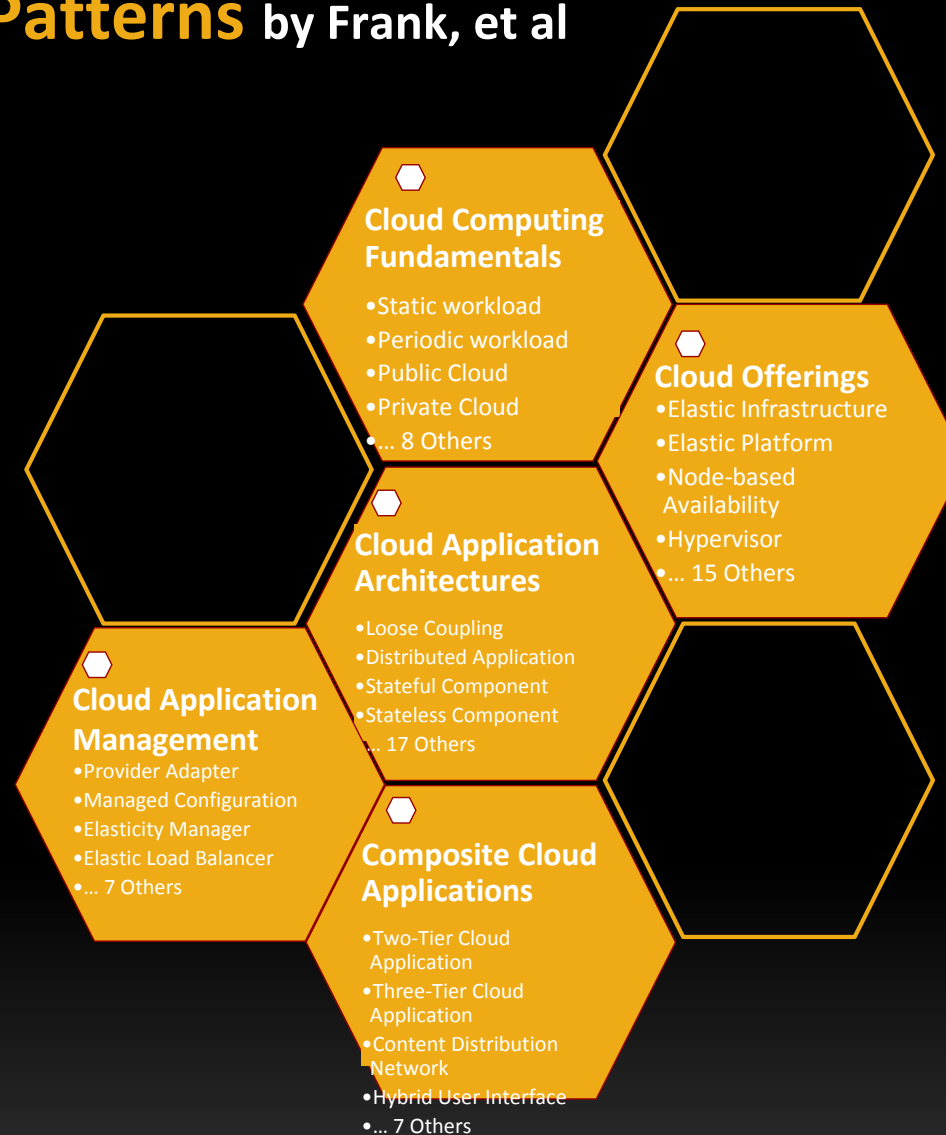 Patterns by Frank, et al
Cloud Computing
Fundamentals
•Static workload
•Periodic workload
•Public Cloud
•Private Cloud
•... 8 Others
Cloud Offerings
•Elastic Infrastructure
•Elastic Platform
•Node-based
Availability
•Hypervisor
•... 15 Others
Cloud Application
Architectures
•Loose Coupling
•Distributed Application
•Stateful Component
•Stateless Component
•... 17 Others
Cloud Application
Management
•Provider Adapter
•Managed Configuration
•Elasticity Manager
•Elastic Load Balancer
•... 7 Others
Composite Cloud
Applications
•Two-Tier Cloud
Application
•Three-Tier Cloud
Application
•Content Distribution
Network
•Hybrid User Interface
•... 7 Others